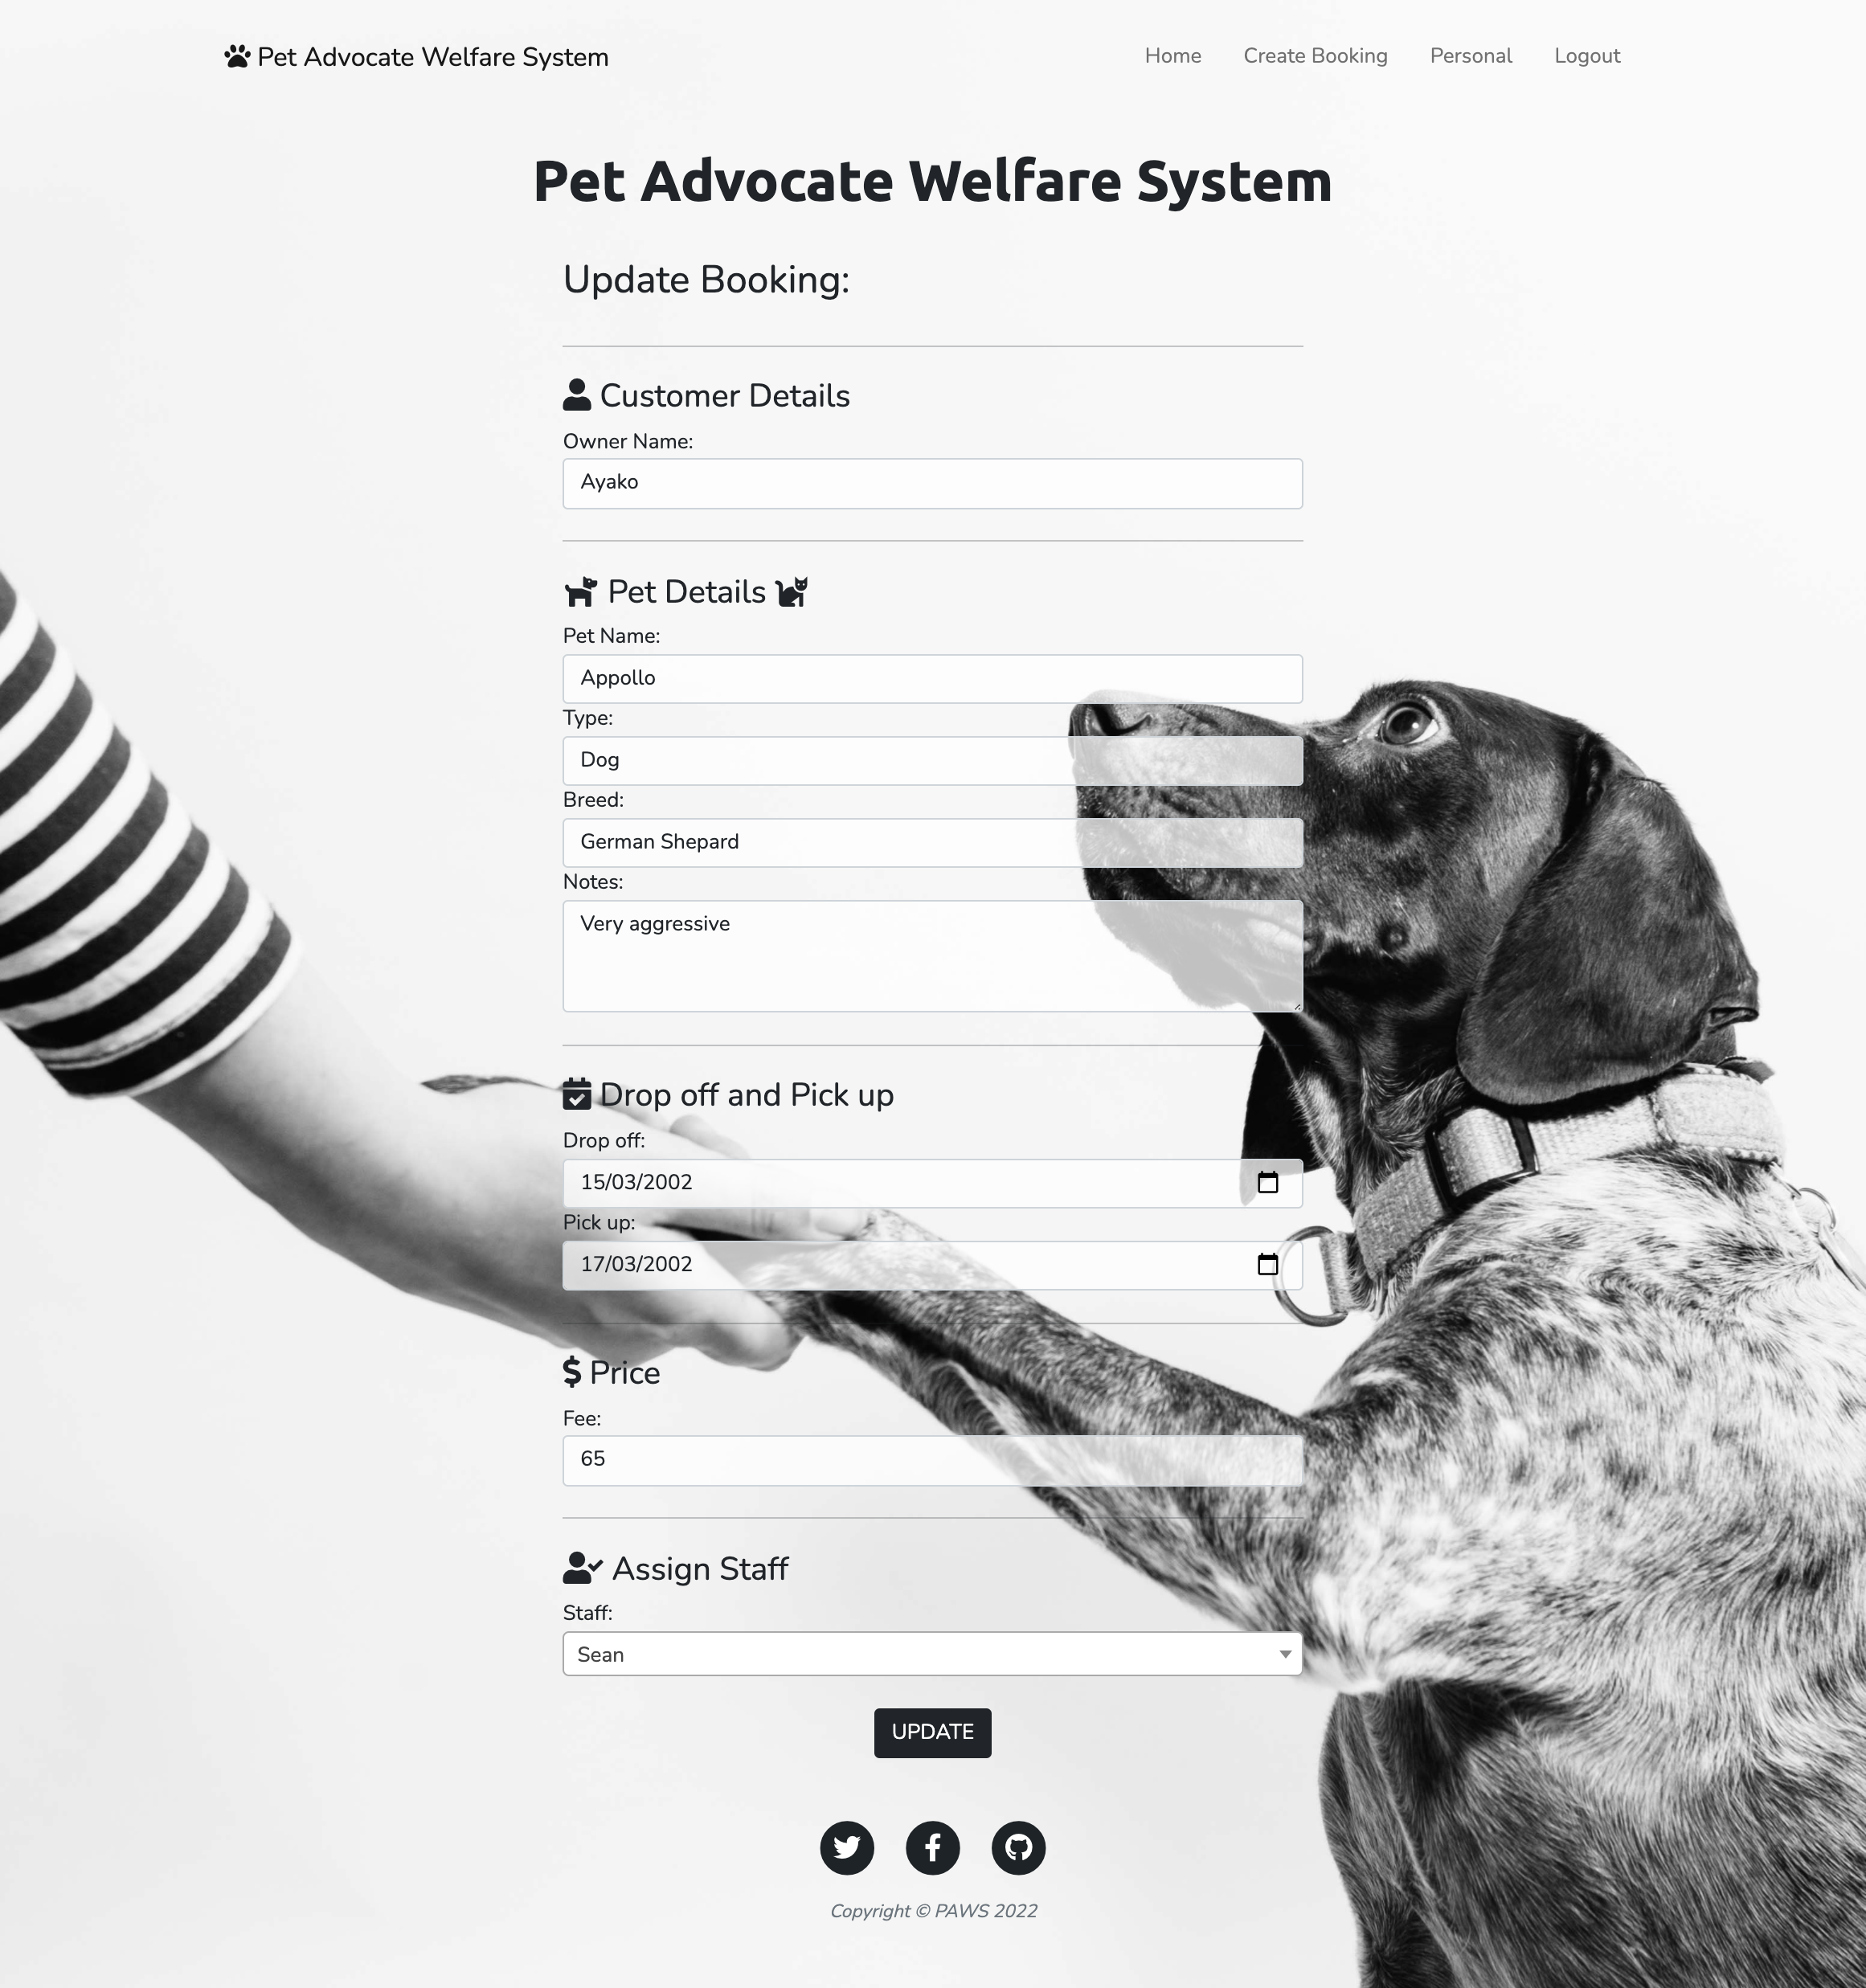 Pet Advocate Welfare System
Home Create Booking Personal Logout
Pet Advocate Welfare System
Update Booking:
Customer Details
Owner Name:
Ayako
Pet Details
Pet Name:
Appollo
Type:
Dog
Breed:
German Shepard
Notes:
Very aggressive
Drop off and Pick up
Drop off:
15/03/2002
Pick up:
17/03/2002
$ Price
Fee:
65
Assign Staff
Staff:
Sean
UPDATE
Copyright © PAWS 2022